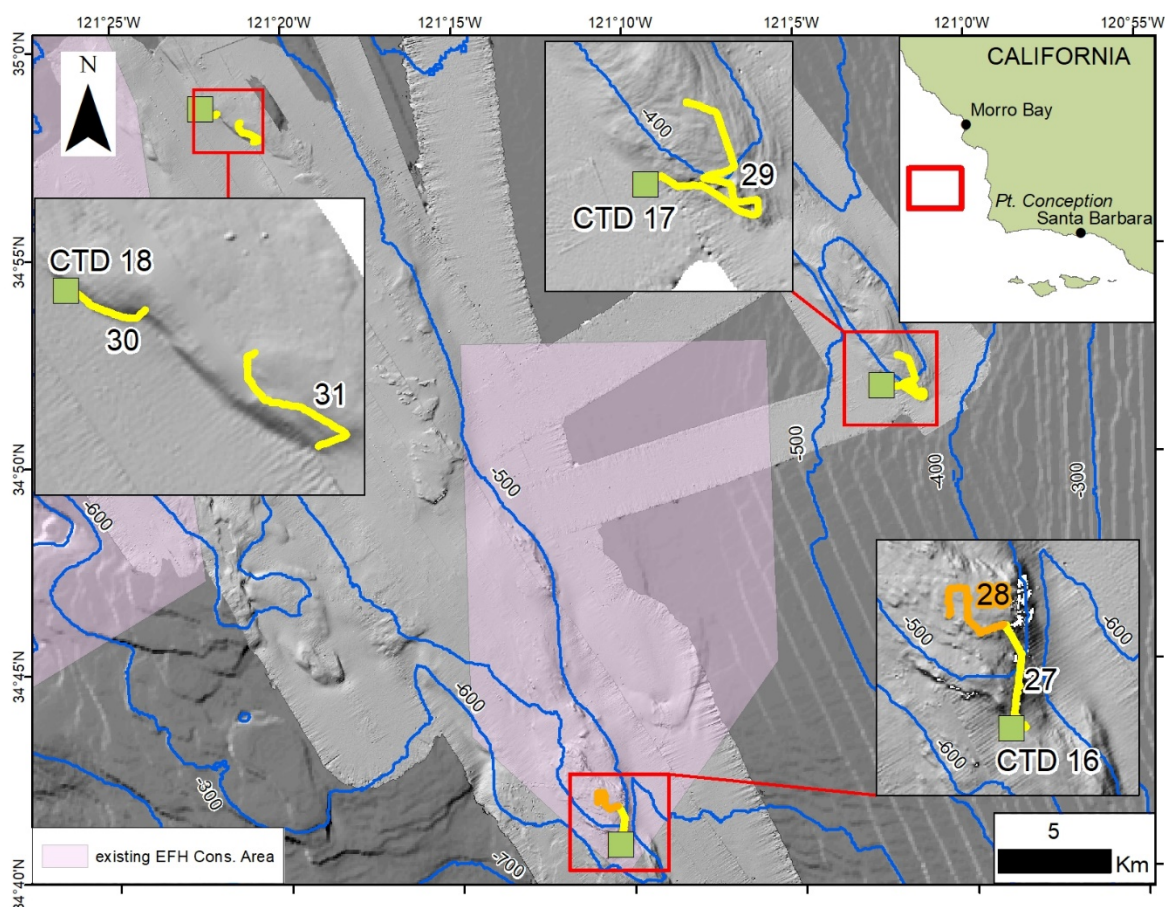 121°25'W
121°20'W
121°15'W
121°10'W
121°5'W
121°0'W
120°55'W
35°0'N
34°55'N
34°50'N
34°45'N
34°40'N
N
CTD 18
30
31
-400
29
CTD 17
CALIFORNIA
Morro Bay
Pt. Conception
Santa Barbara
-500
-500
-400
-300
-600
-600
-300
-700
28
-500
-600
27
-600
CTD 16
existing EFH Cons. Area
5
Km